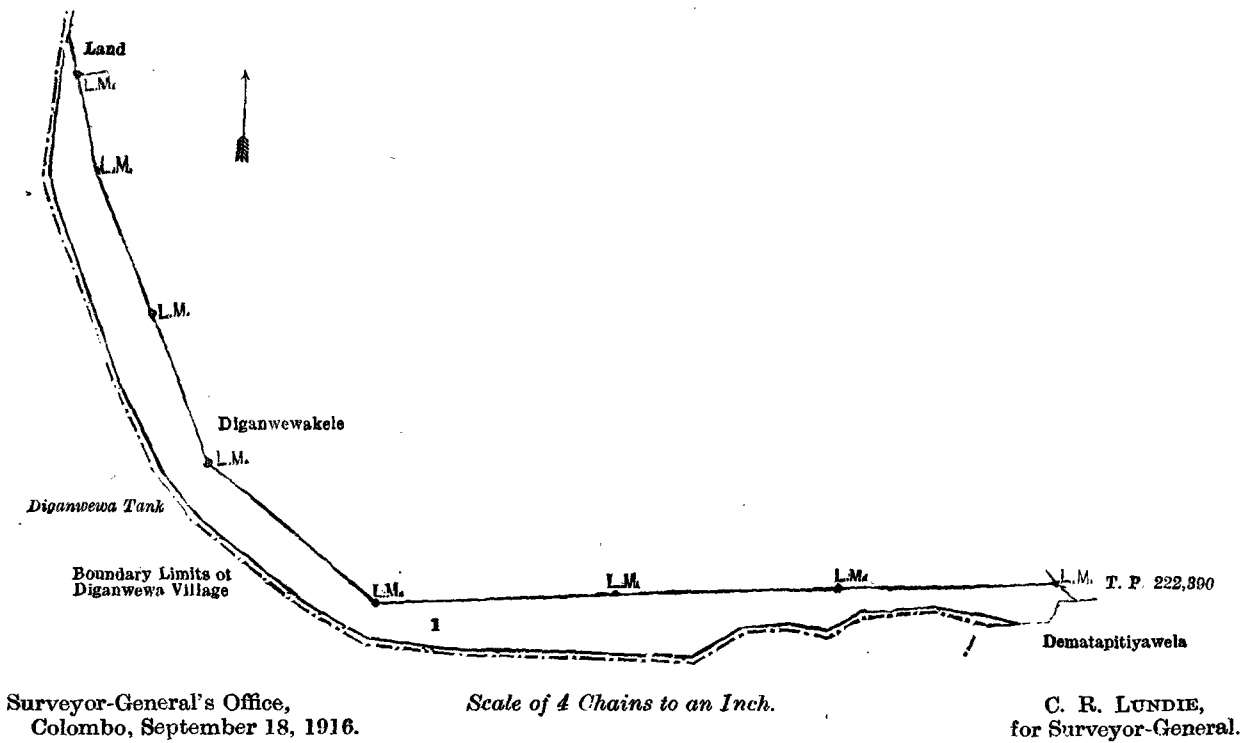 Land
L.M.
L.M.
L.M.
Diganwewakele
L.M.
Diganwewa Tank
Boundary Limits of
Diganwewa Village
L.M.
L.M.
L.M.
L.M.
T. P. 222,890
1
Dematapitiyawela
Surveyor-General's Office,
Colombo, September 18, 1916.
Scale of 4 Chains to an Inch.
C. R. LUNDIE,
for Surveyor-General.